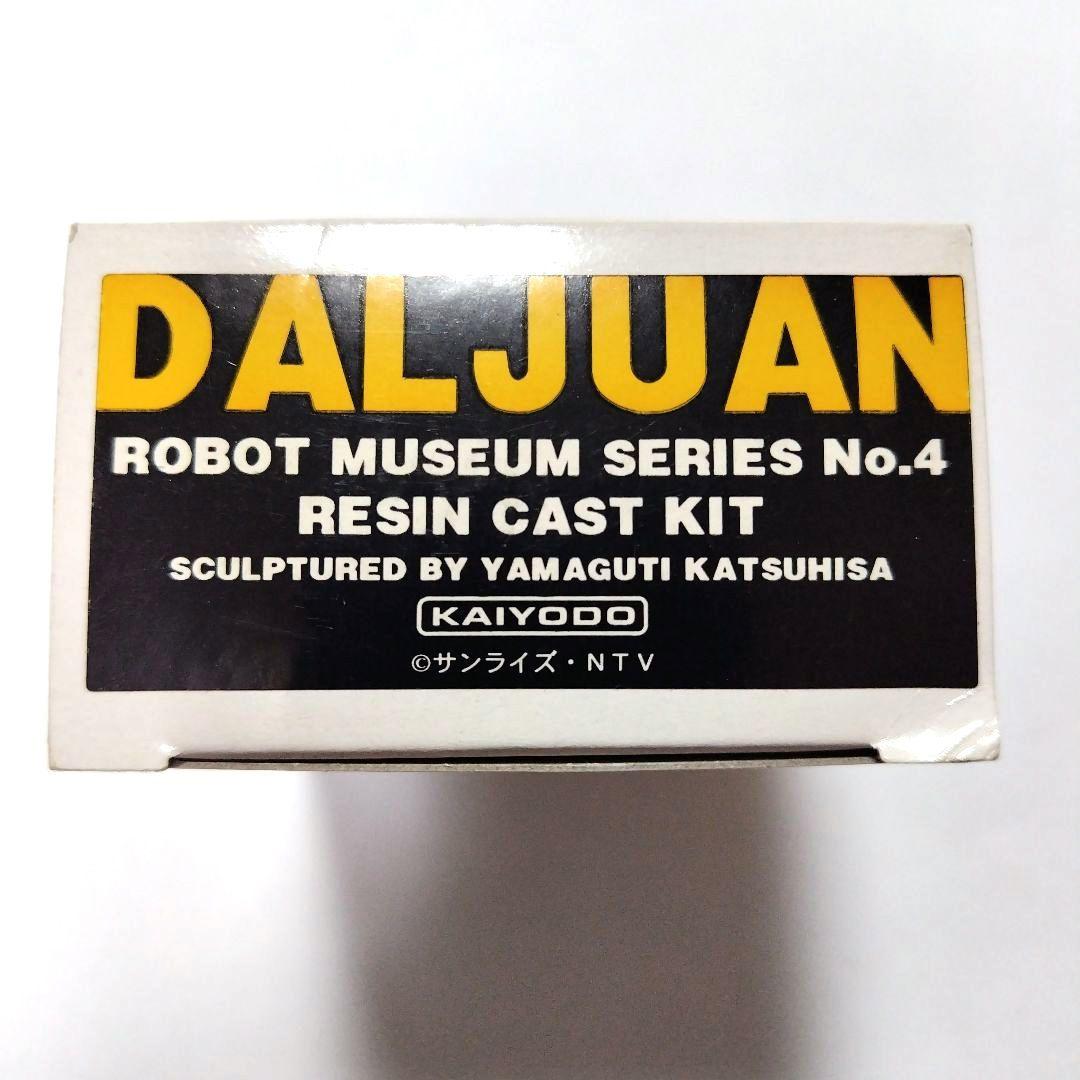 DALJUAN
ROBOT MUSEUM SERIES No.4
RESIN CAST KIT
SCULPTURED BY YAMAGUTI KATSUHISA
KAIYODO
©サンライズ・NTV